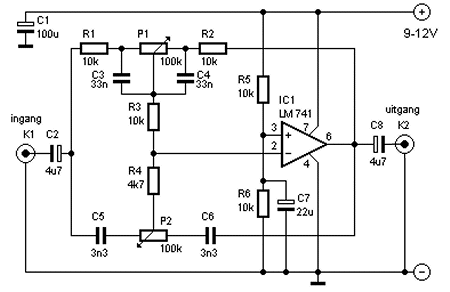 C1
100u
R1
10k
P1
100k
R2
10k
+
9-12V
C3
33n
C4
33n
R3
10k
R5
10k
IC1
LM 741
ingang
K1
C2
4u7
3
2
+
−
7
6
4
uitgang
C8
K2
4u7
R4
4k7
R6
10k
C7
22u
C5
3n3
P2
100k
C6
3n3
−